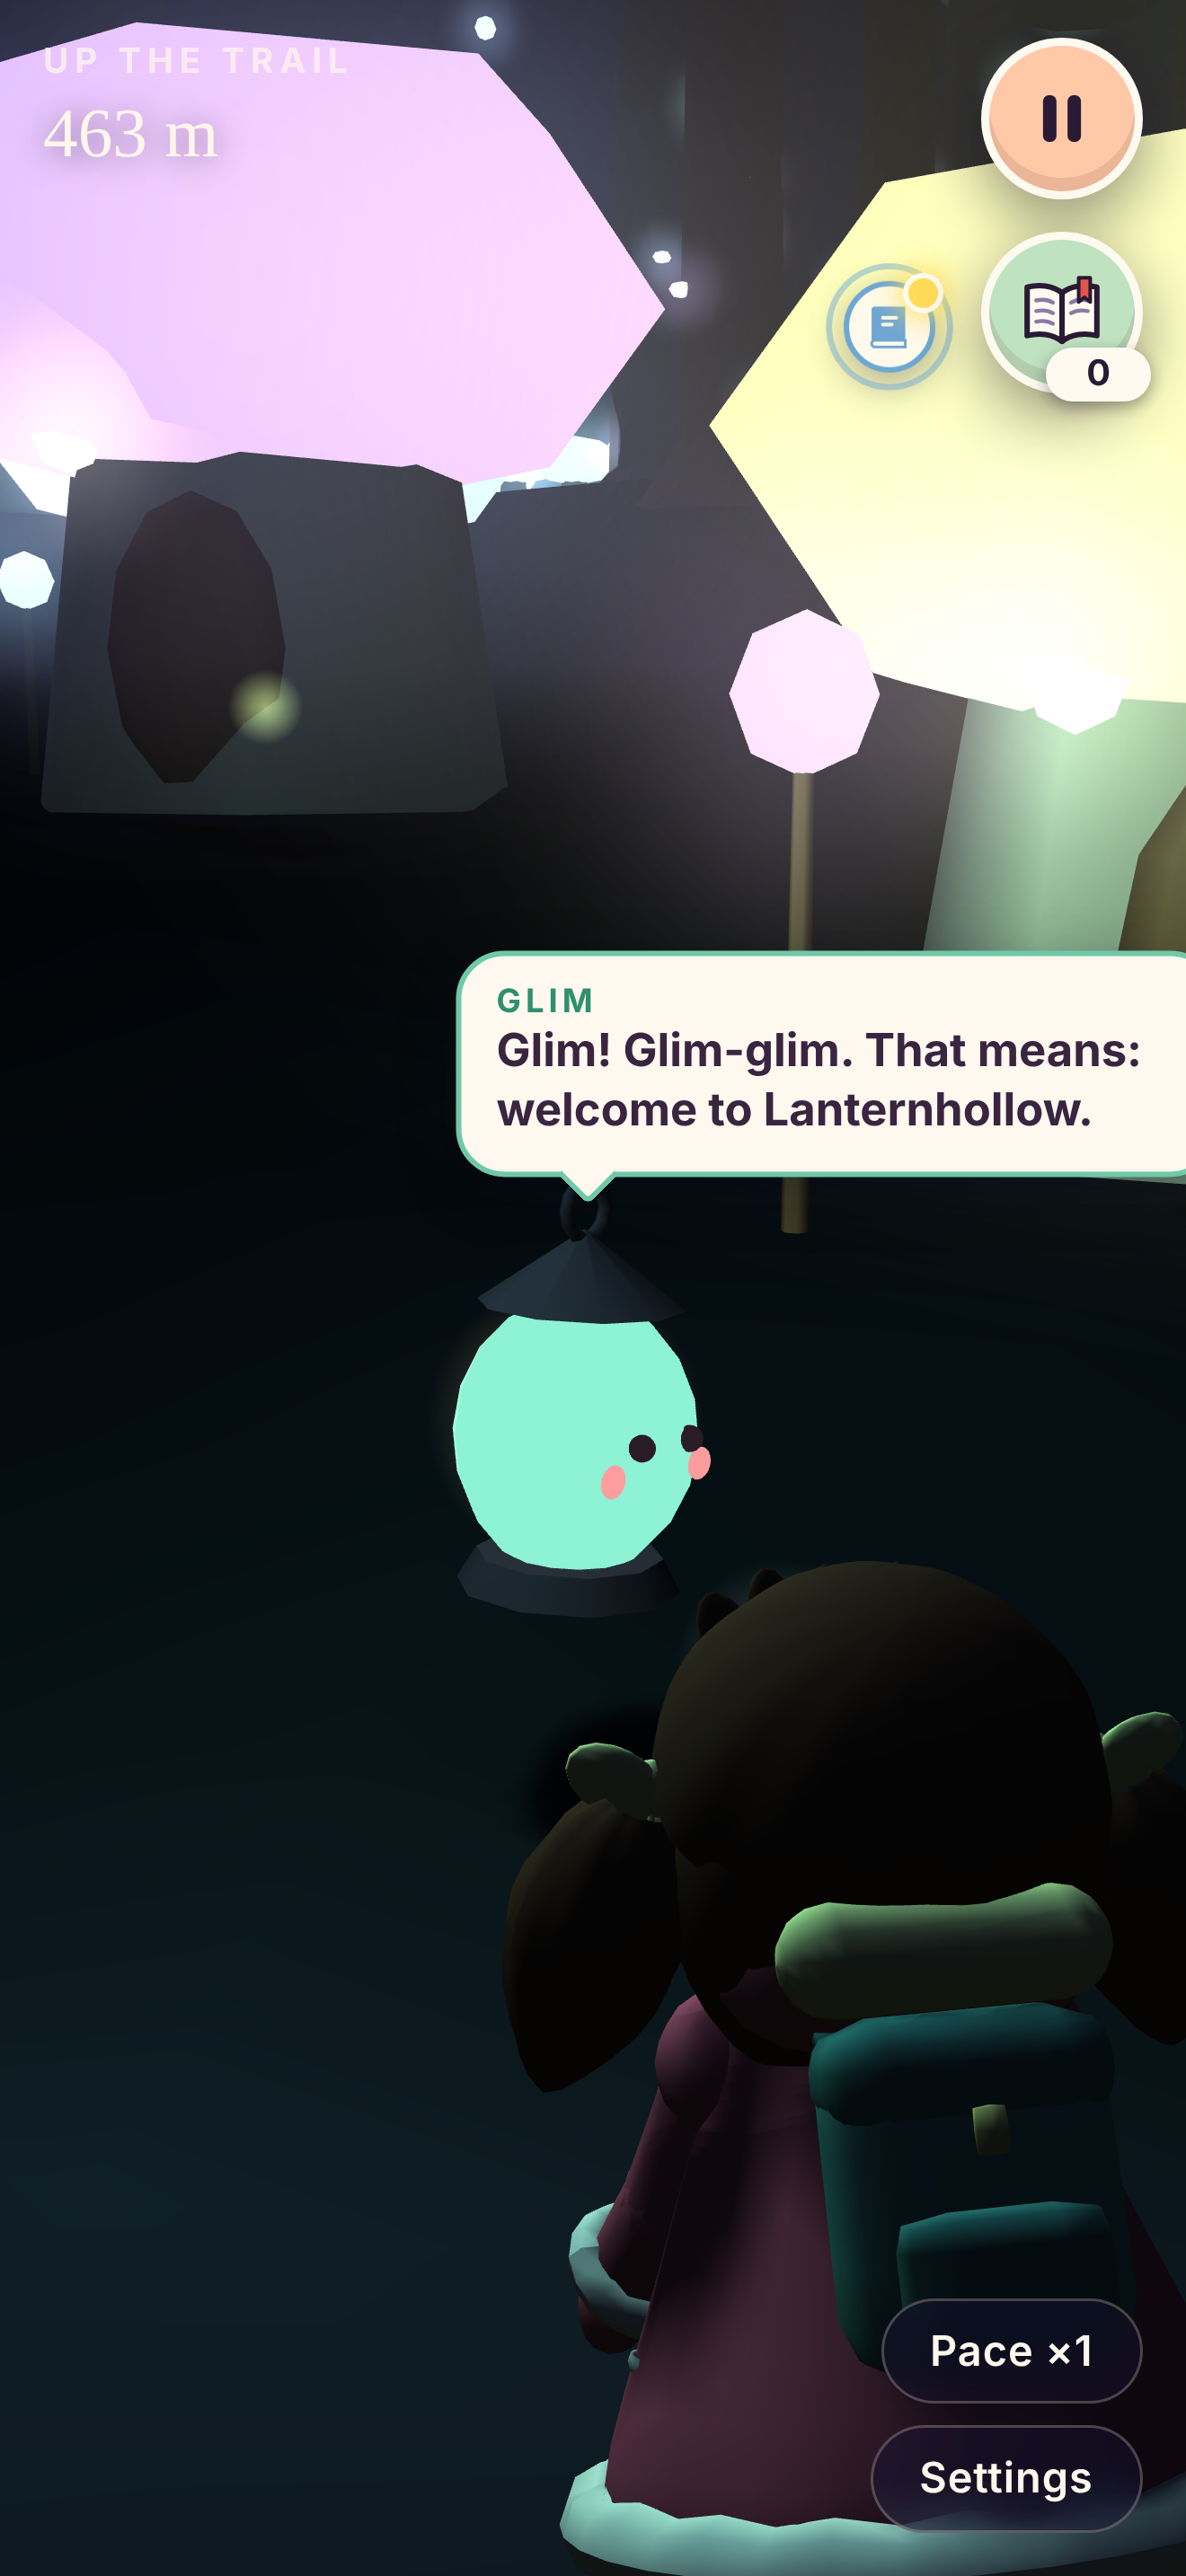 UP THE TRAIL
463 m
0
GLIM
Glim! Glim-glim. That means:
welcome to Lanternhollow.
Pace ×1
Settings